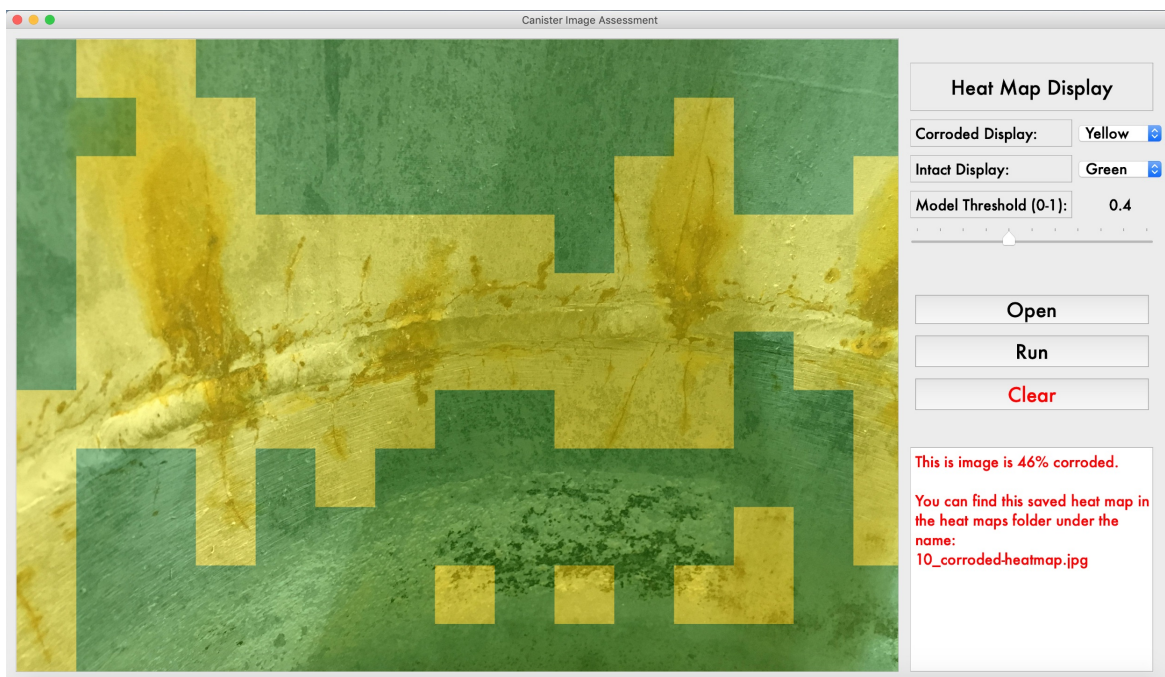 Canister Image Assessment
Heat Map Display
Corroded Display:
Yellow
Intact Display:
Green
Model Threshold (0-1):
0.4
Open
Run
Clear
This is image is 46% corroded.
You can find this saved heat map in
the heat maps folder under the
name:
10_corroded-heatmap.jpg